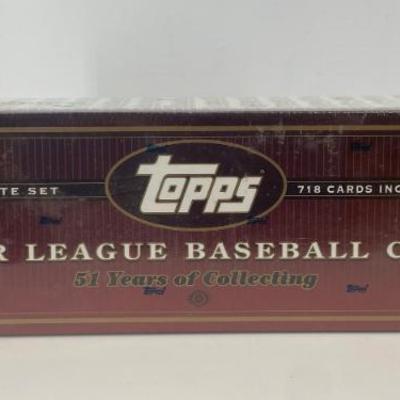 TE SET TOPPS 718 CARDS INC
R LEAGUE BASEBALL C
51 Years of Collecting